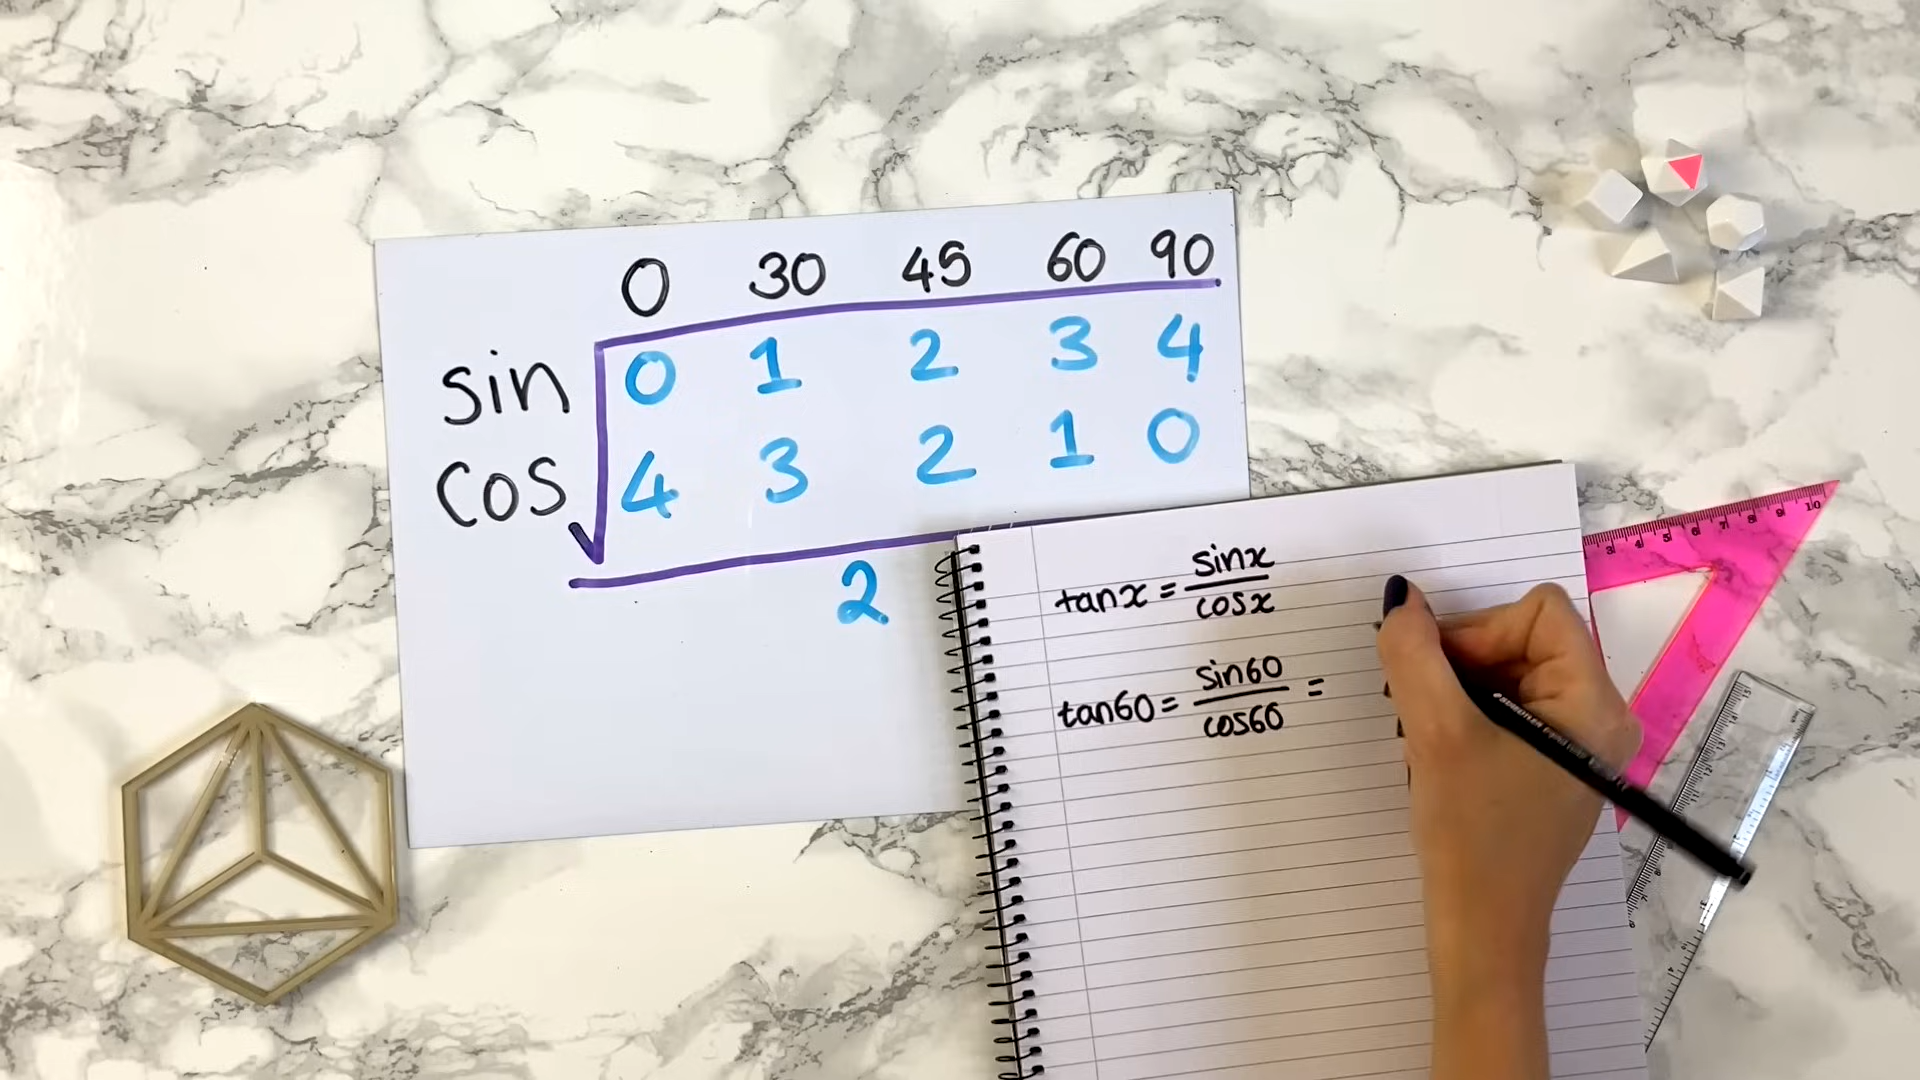 0 30 45 60 90
sin 0 1 2 3 4
cos √ 4 3 2 1 0
2
tanx = sinx
cosx
tan60 = sin60 =
cos60
STAEDTLER